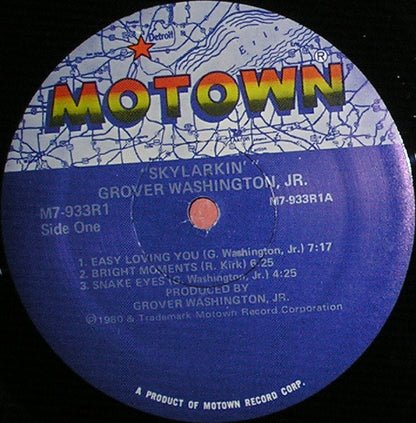 Detroit
Erie
MOTOWN®
"SKYLARKIN'"
GROVER WASHINGTON, JR.
M7-933R1
M7-933R1A
Side One
1. EASY LOVING YOU (G. Washington, Jr.) 7:17
2. BRIGHT MOMENTS (R. Kirk) 6:25
3. SNAKE EYES (G. Washington, Jr.) 4:25
PRODUCED BY
GROVER WASHINGTON, JR.
Ⓟ1980 & Trademark Motown Record Corporation
A PRODUCT OF MOTOWN RECORD CORP.